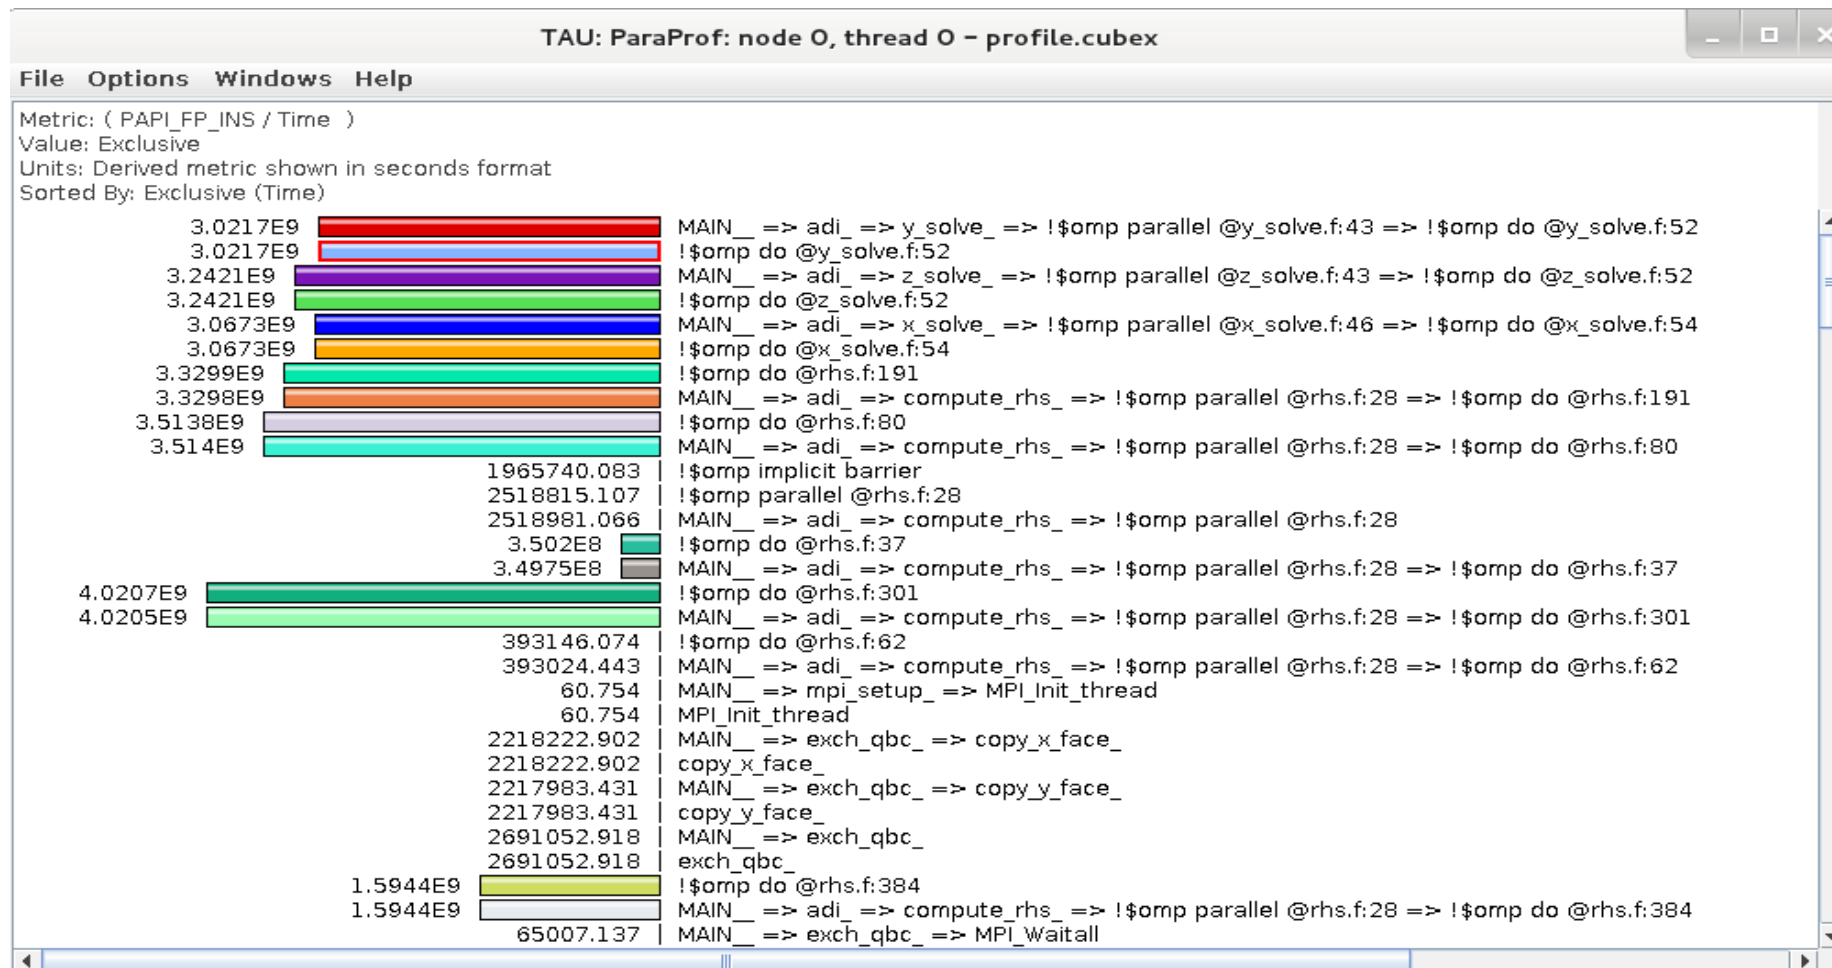 TAU: ParaProf: node 0, thread 0 – profile.cubex
File Options Windows Help
Metric: ( PAPI_FP_INS / Time )
Value: Exclusive
Units: Derived metric shown in seconds format
Sorted By: Exclusive (Time)
3.0217E9 MAIN__ => adi_ => y_solve_ => !$omp parallel @y_solve.f:43 => !$omp do @y_solve.f:52
3.0217E9 !$omp do @y_solve.f:52
3.2421E9 MAIN__ => adi_ => z_solve_ => !$omp parallel @z_solve.f:43 => !$omp do @z_solve.f:52
3.2421E9 !$omp do @z_solve.f:52
3.0673E9 MAIN__ => adi_ => x_solve_ => !$omp parallel @x_solve.f:46 => !$omp do @x_solve.f:54
3.0673E9 !$omp do @x_solve.f:54
3.3299E9 !$omp do @rhs.f:191
3.3298E9 MAIN__ => adi_ => compute_rhs_ => !$omp parallel @rhs.f:28 => !$omp do @rhs.f:191
3.5138E9 !$omp do @rhs.f:80
3.514E9 MAIN__ => adi_ => compute_rhs_ => !$omp parallel @rhs.f:28 => !$omp do @rhs.f:80
1965740.083 !$omp implicit barrier
2518815.107 !$omp parallel @rhs.f:28
2518981.066 MAIN__ => adi_ => compute_rhs_ => !$omp parallel @rhs.f:28
3.502E8 !$omp do @rhs.f:37
3.4975E8 MAIN__ => adi_ => compute_rhs_ => !$omp parallel @rhs.f:28 => !$omp do @rhs.f:37
4.0207E9 !$omp do @rhs.f:301
4.0205E9 MAIN__ => adi_ => compute_rhs_ => !$omp parallel @rhs.f:28 => !$omp do @rhs.f:301
393146.074 !$omp do @rhs.f:62
393024.443 MAIN__ => adi_ => compute_rhs_ => !$omp parallel @rhs.f:28 => !$omp do @rhs.f:62
60.754 MAIN__ => mpi_setup_ => MPI_Init_thread
60.754 MPI_Init_thread
2218222.902 MAIN__ => exch_qbc_ => copy_x_face_
2218222.902 copy_x_face_
2217983.431 MAIN__ => exch_qbc_ => copy_y_face_
2217983.431 copy_y_face_
2691052.918 MAIN__ => exch_qbc_
2691052.918 exch_qbc_
1.5944E9 !$omp do @rhs.f:384
1.5944E9 MAIN__ => adi_ => compute_rhs_ => !$omp parallel @rhs.f:28 => !$omp do @rhs.f:384
65007.137 MAIN__ => exch_qbc_ => MPI_Waitall